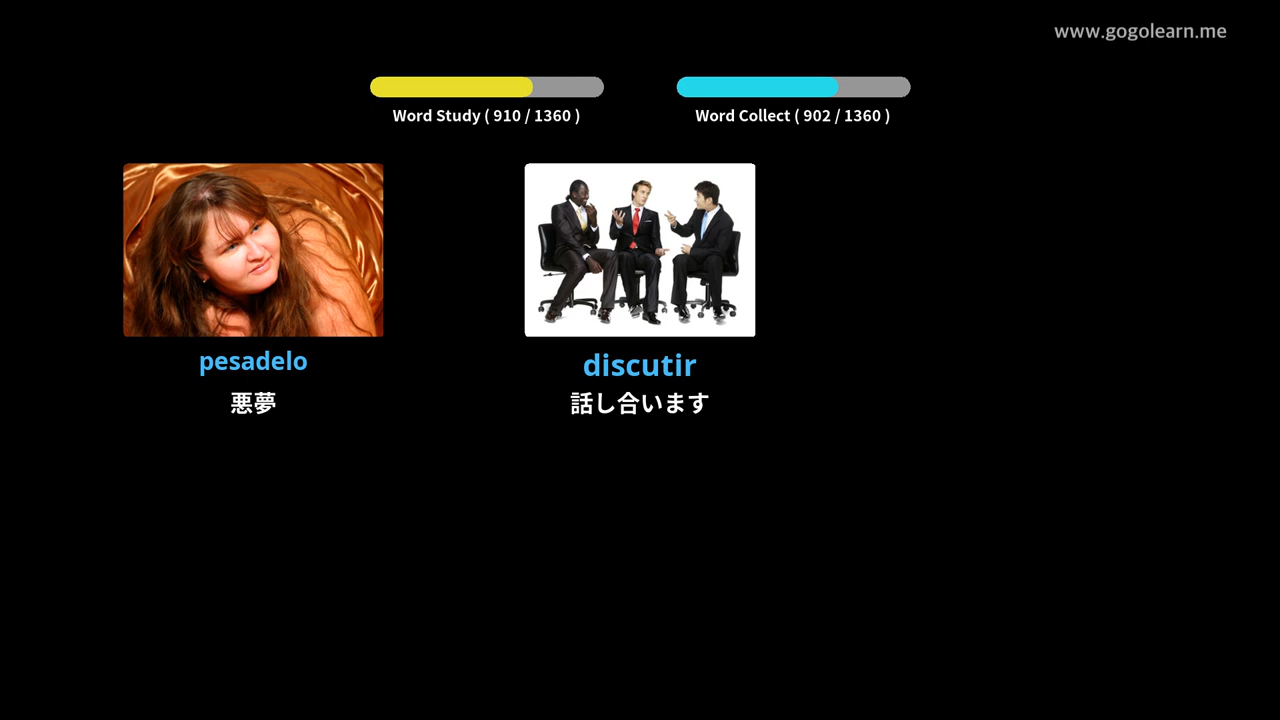 www.gogolearn.me
Word Study ( 910 / 1360 )
Word Collect ( 902 / 1360 )
pesadelo
悪夢
discutir
話し合います